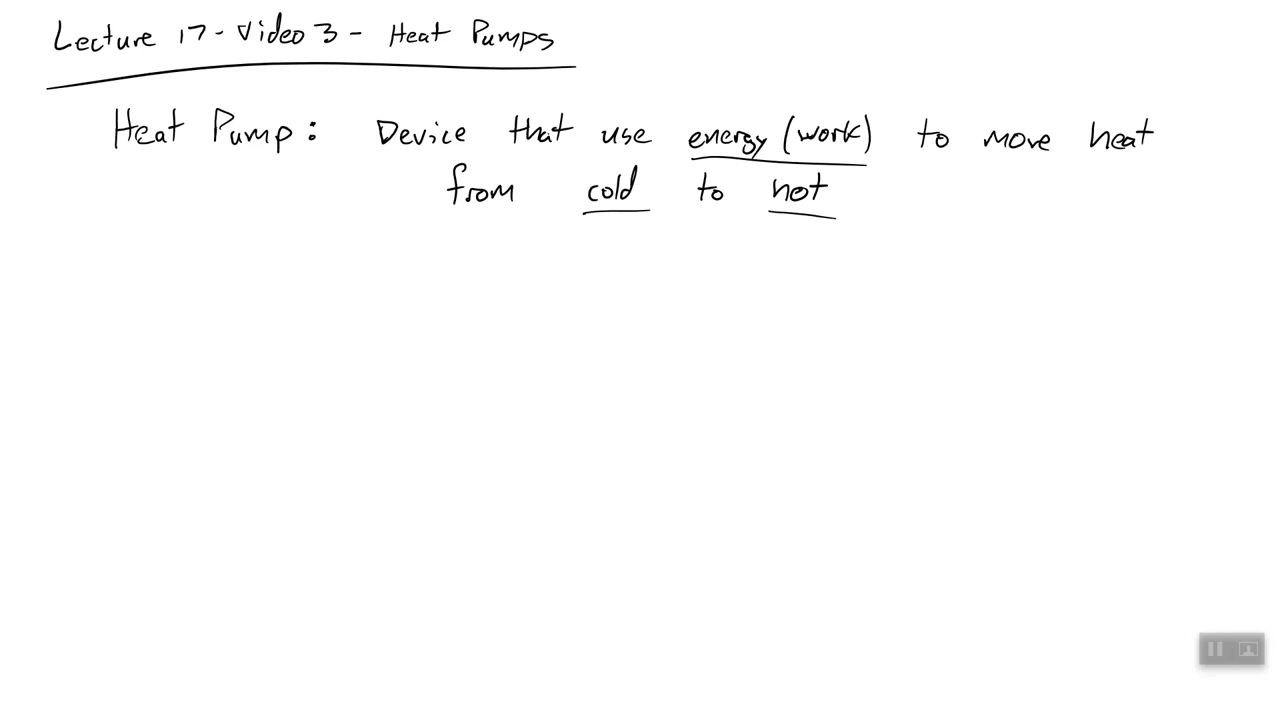 Lecture 17 - Video 3 - Heat Pumps
Heat Pump: Device that use energy (work) to move heat
from cold to hot